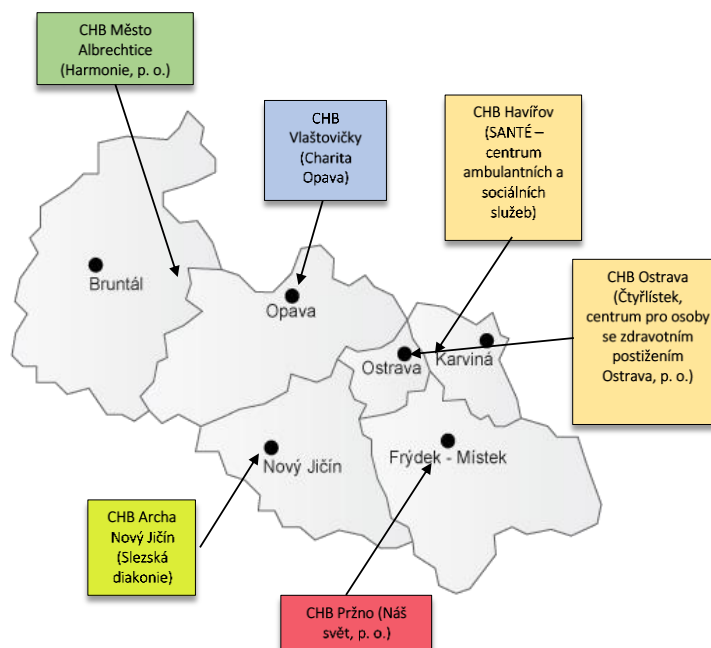 CHB Město
Albrechtice
(Harmonie, p. o.)
CHB
Vlaštovičky
(Charita
Opava)
CHB Havířov
(SANTÉ –
centrum
ambulantních a
sociálních
služeb)
CHB Ostrava
(Čtyřlístek,
centrum pro osoby
se zdravotním
postižením
Ostrava, p. o.)
Bruntál
Opava
Ostrava
Karviná
Nový Jičín
Frýdek - Místek
CHB Archa
Nový Jičín
(Slezská
diakonie)
CHB Pržno (Náš
svět, p. o.)